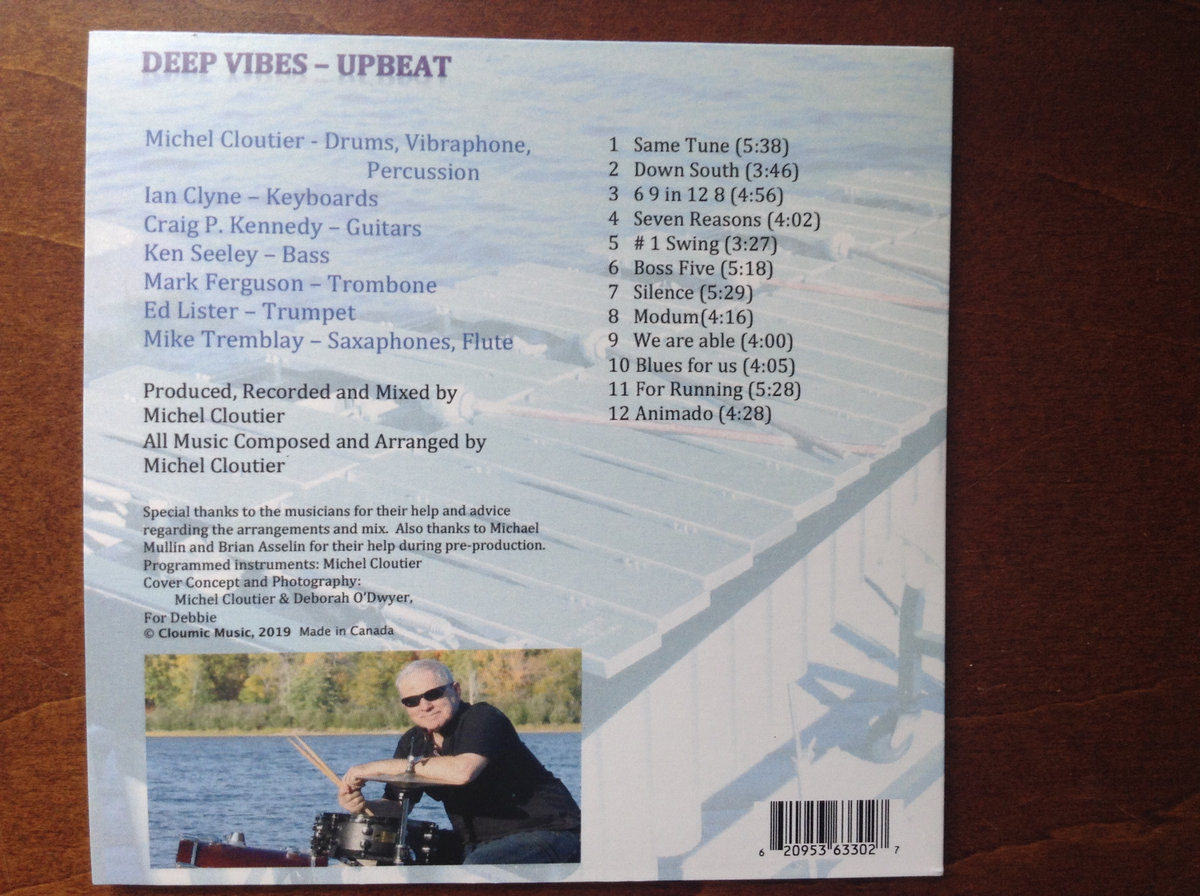 DEEP VIBES – UPBEAT
Michel Cloutier - Drums, Vibraphone,
Percussion
Ian Clyne – Keyboards
Craig P. Kennedy – Guitars
Ken Seeley – Bass
Mark Ferguson – Trombone
Ed Lister – Trumpet
Mike Tremblay – Saxaphones, Flute
Produced, Recorded and Mixed by
Michel Cloutier
All Music Composed and Arranged by
Michel Cloutier
Special thanks to the musicians for their help and advice
regarding the arrangements and mix. Also thanks to Michael
Mullin and Brian Asselin for their help during pre-production.
Programmed instruments: Michel Cloutier
Cover Concept and Photography:
Michel Cloutier & Deborah O'Dwyer,
For Debbie
© Cloumic Music, 2019 Made in Canada
1 Same Tune (5:38)
2 Down South (3:46)
3 6 9 in 12 8 (4:56)
4 Seven Reasons (4:02)
5 # 1 Swing (3:27)
6 Boss Five (5:18)
7 Silence (5:29)
8 Modum(4:16)
9 We are able (4:00)
10 Blues for us (4:05)
11 For Running (5:28)
12 Animado (4:28)
6 20953 63302 7